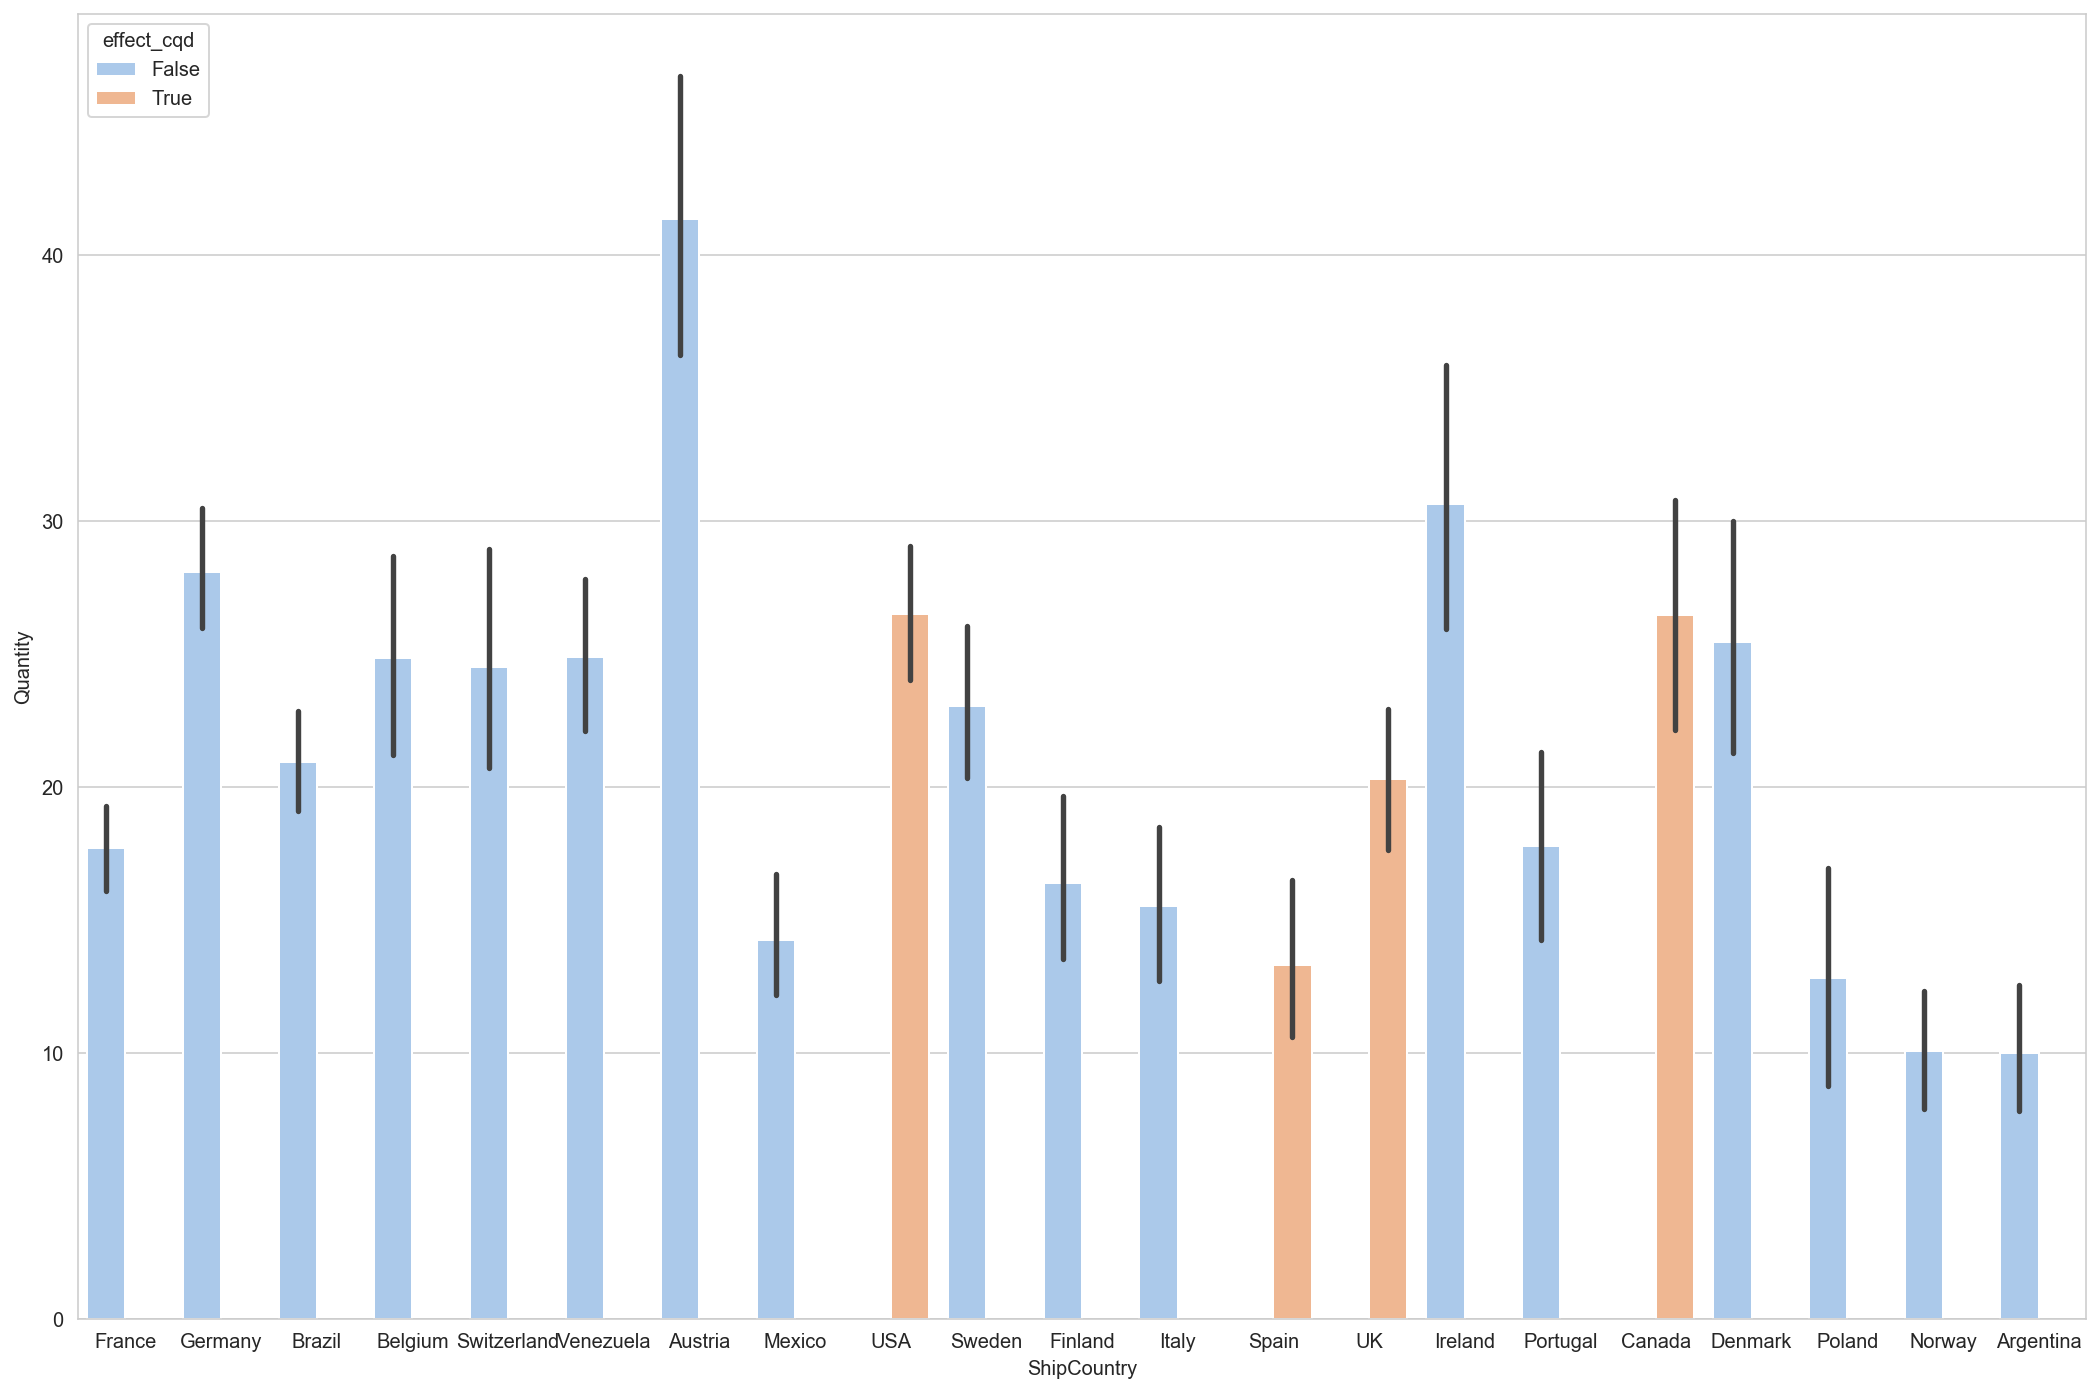 effect_cqd
False
True
40
30
20
10
0
Quantity
France Germany Brazil Belgium Switzerland Venezuela Austria Mexico USA Sweden Finland Italy Spain UK Ireland Portugal Canada Denmark Poland Norway Argentina
ShipCountry